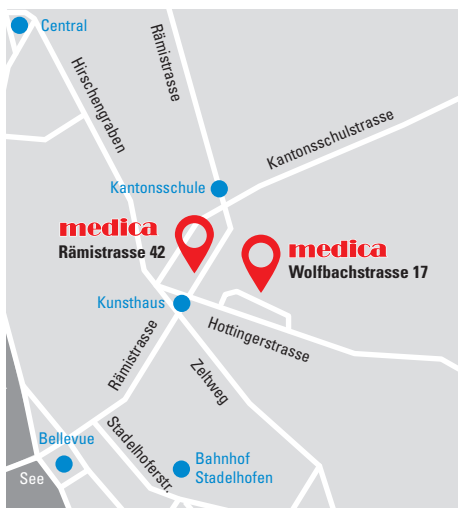 Central
Rämistrasse
Hirschengraben
Kantonsschulstrasse
Kantonsschule
medica
Rämistrasse 42
medica
Wolfbachstrasse 17
Kunsthaus
Hottingerstrasse
Rämistrasse
Zeltweg
Stadelhoferstr.
Bellevue
Bahnhof
Stadelhofen
See